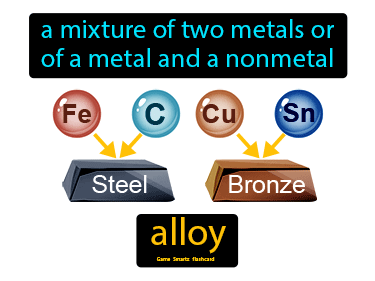 a mixture of two metals or
of a metal and a nonmetal
Fe C Cu Sn
Steel Bronze
alloy
Game Smartz flashcard